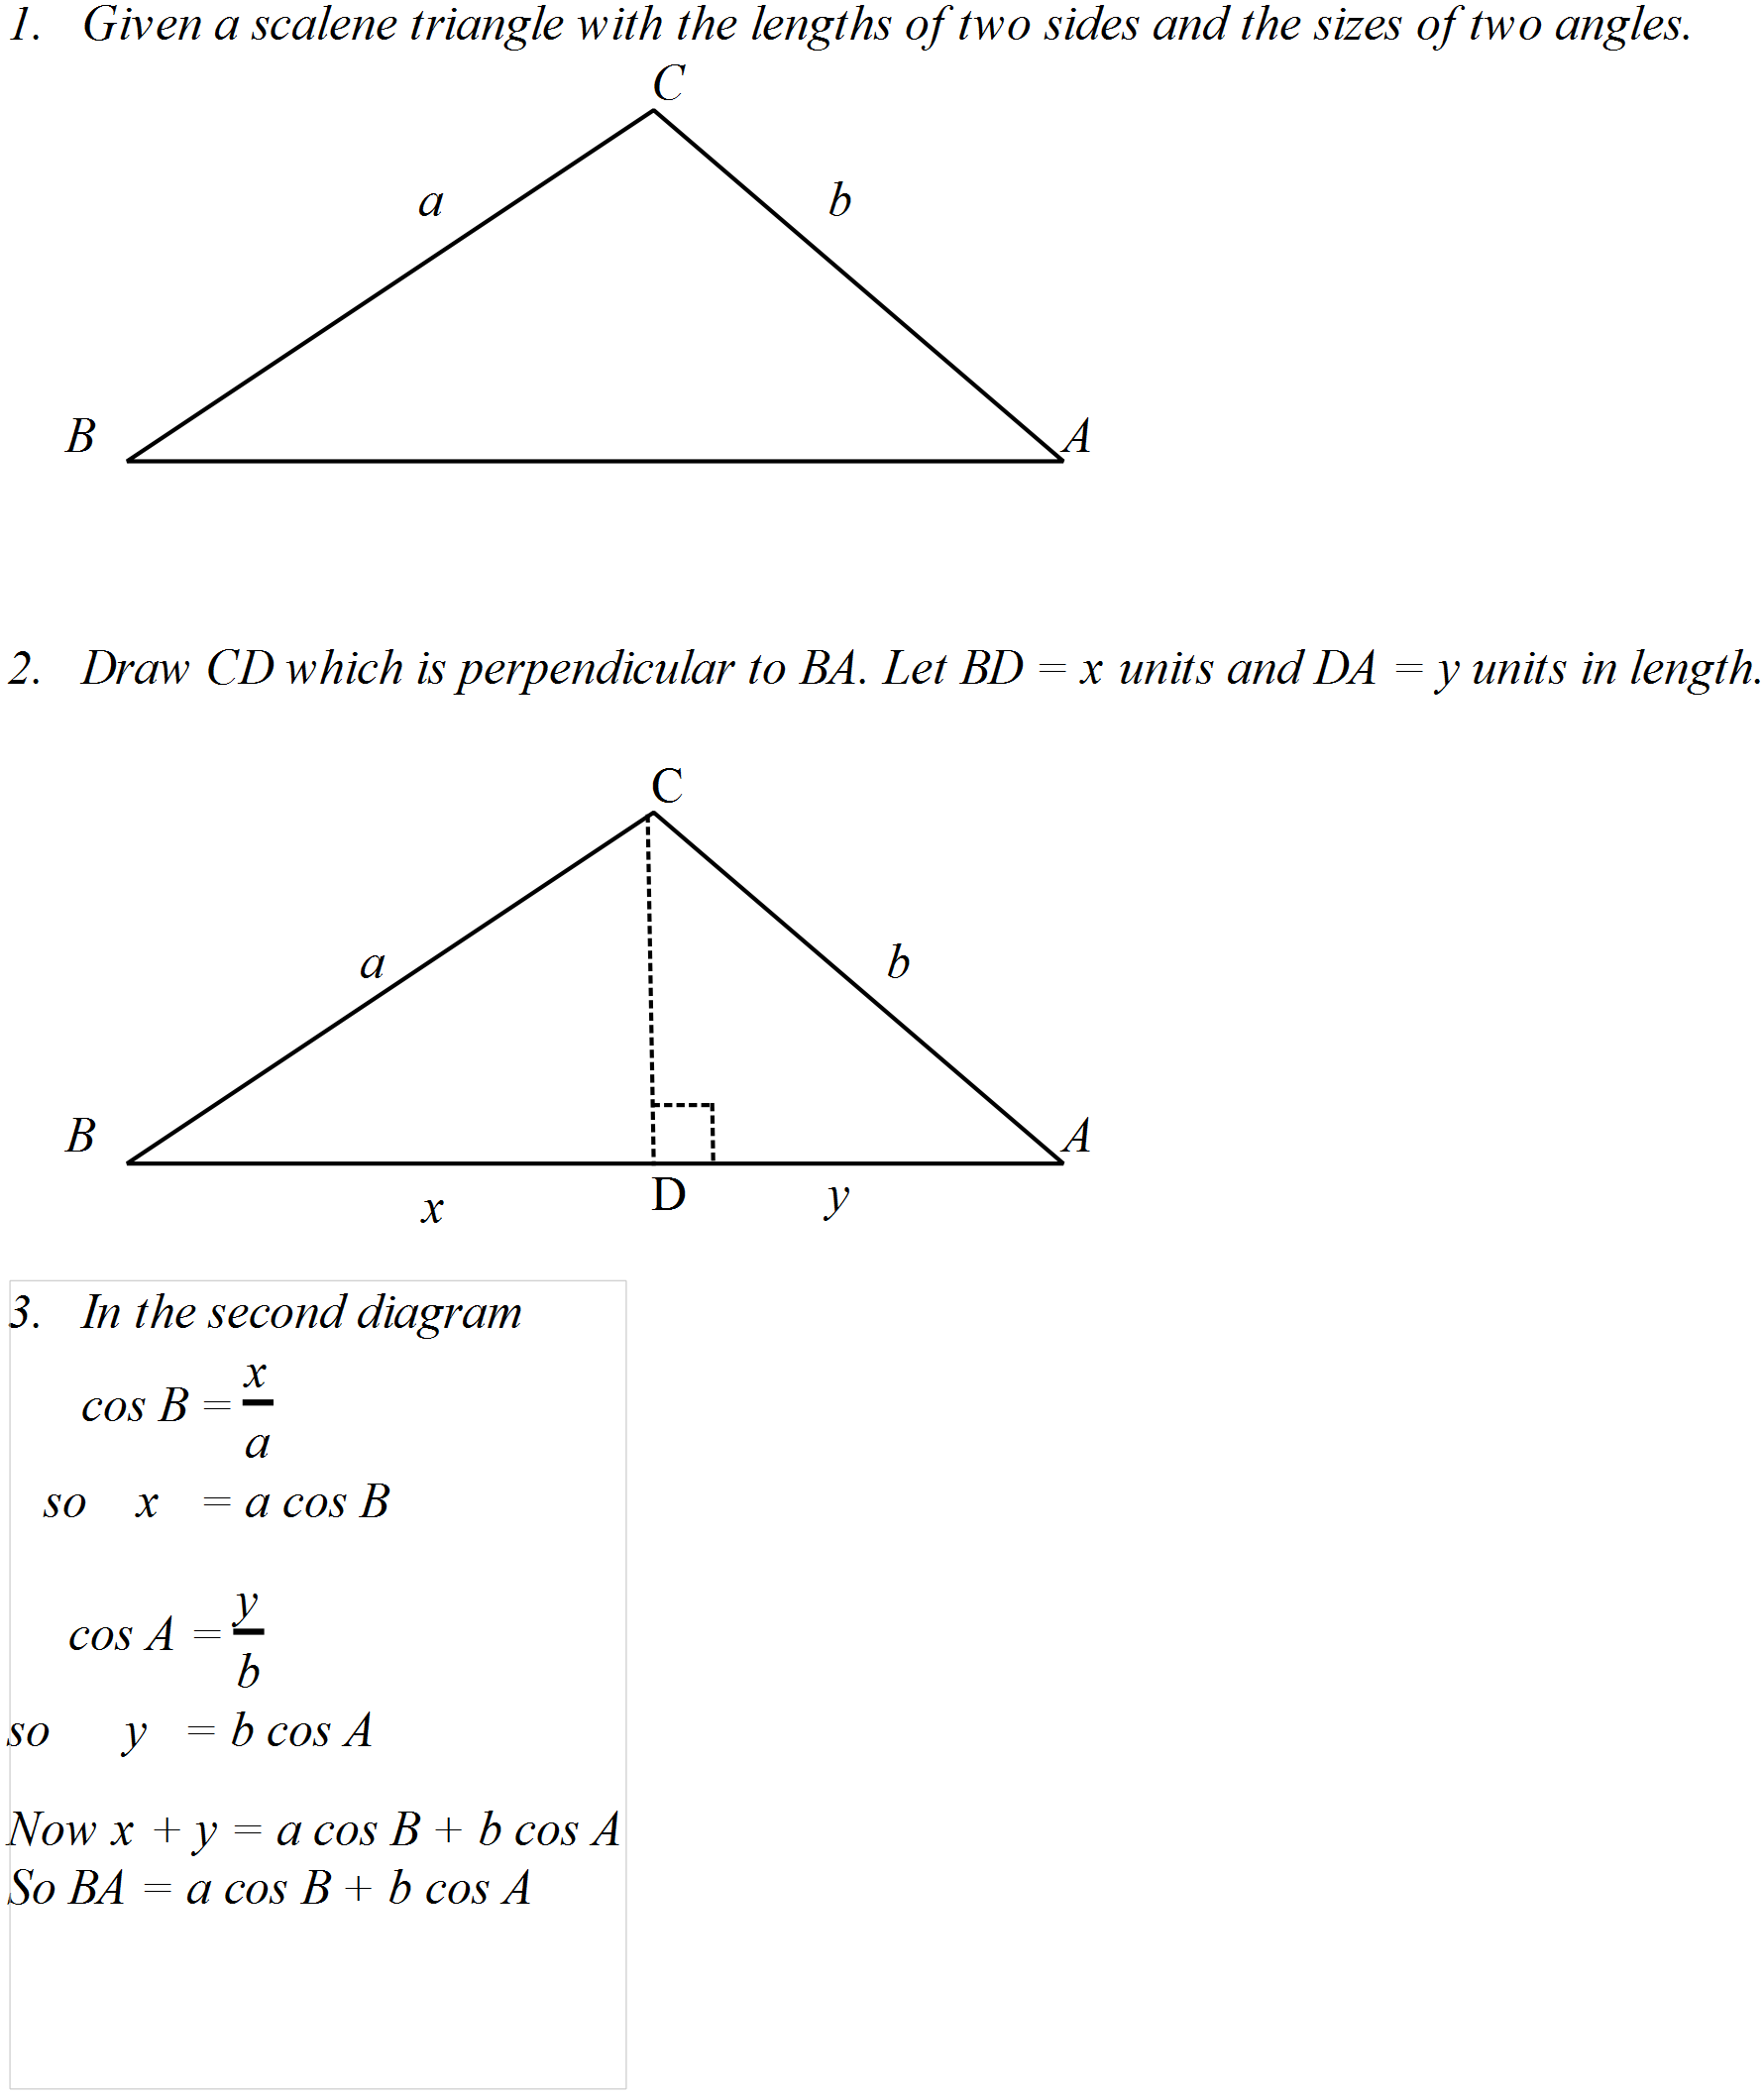 1. Given a scalene triangle with the lengths of two sides and the sizes of two angles.
C
a b
B A
2. Draw CD which is perpendicular to BA. Let BD = x units and DA = y units in length.
C
a b
B A
x D y
3. In the second diagram
cos B = x/a
so x = a cos B
cos A = y/b
so y = b cos A
Now x + y = a cos B + b cos A
So BA = a cos B + b cos A